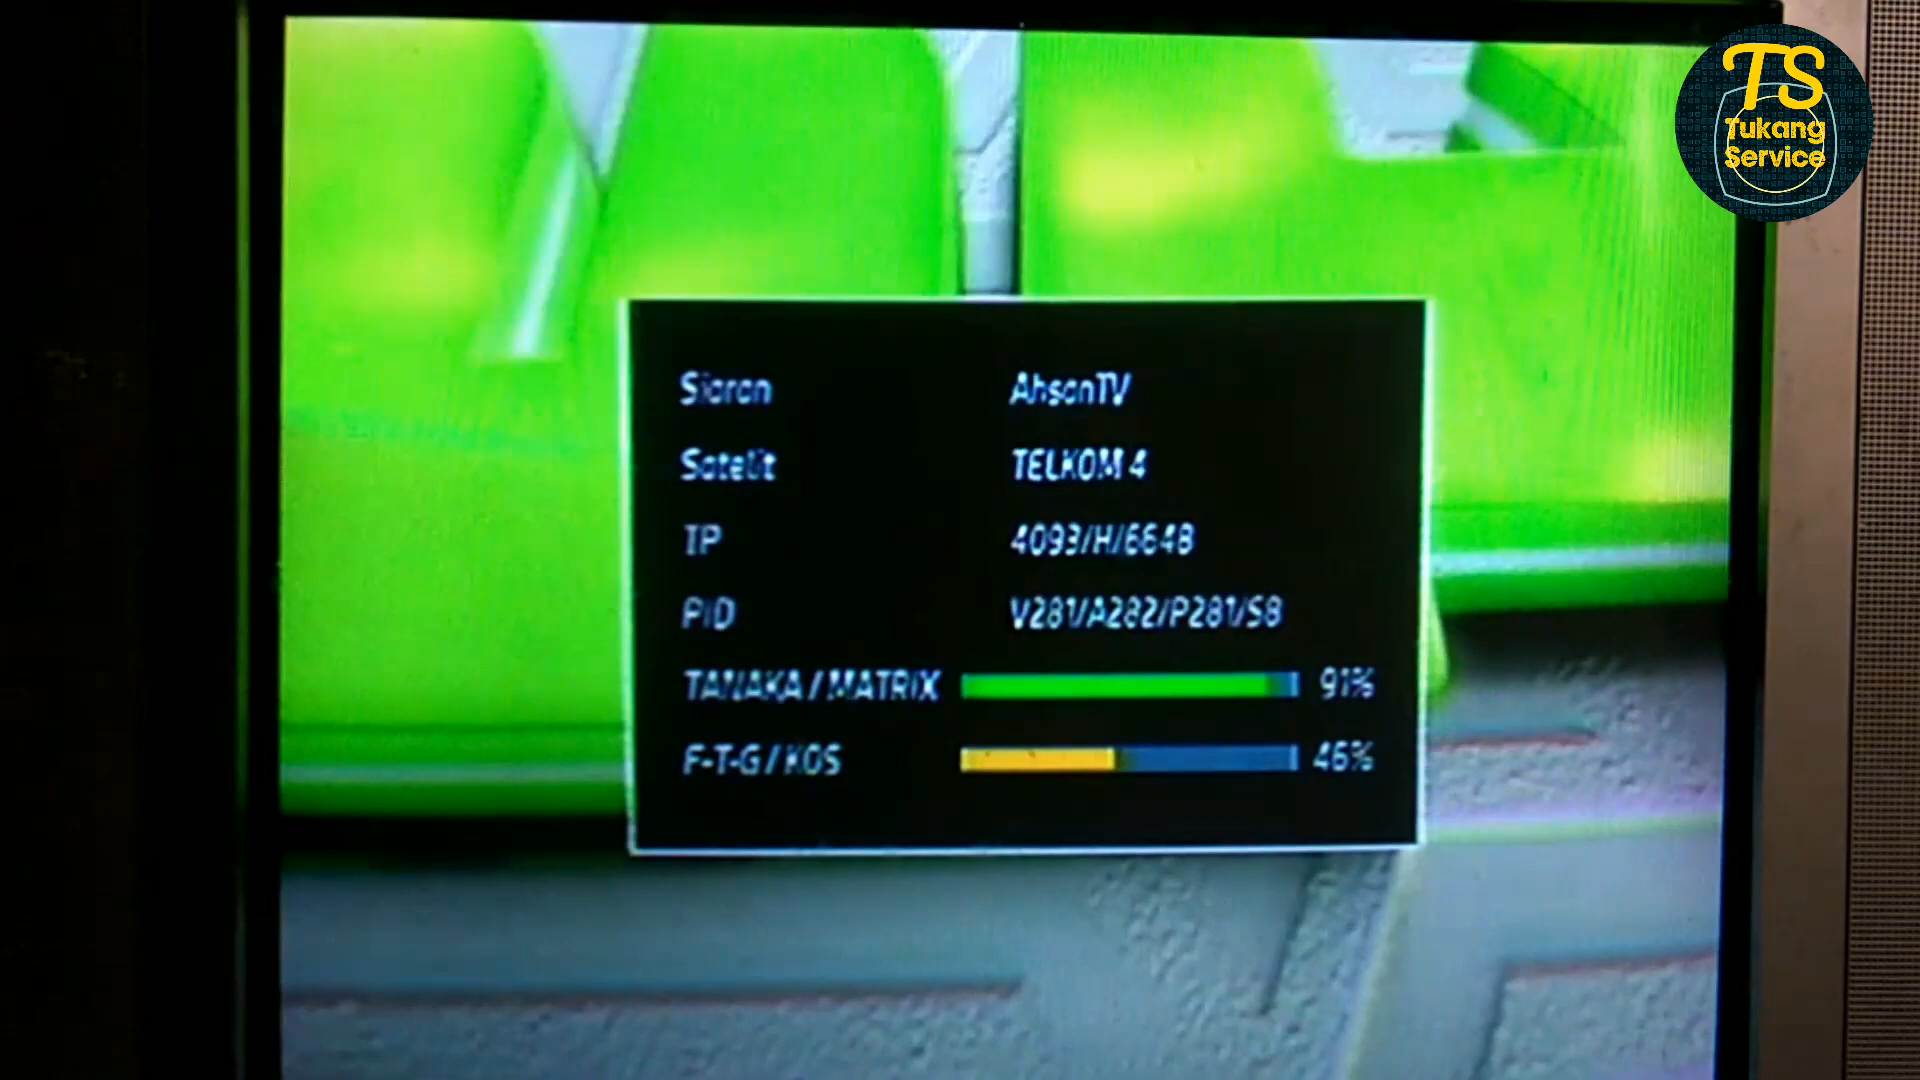 TS
Tukang
Service
Siaran AhsanTV
Satelit TELKOM 4
TP 4093/H/6648
PID V281/A282/P281/S8
TANAKA / MATRIX 91%
F-T-G / KOS 46%